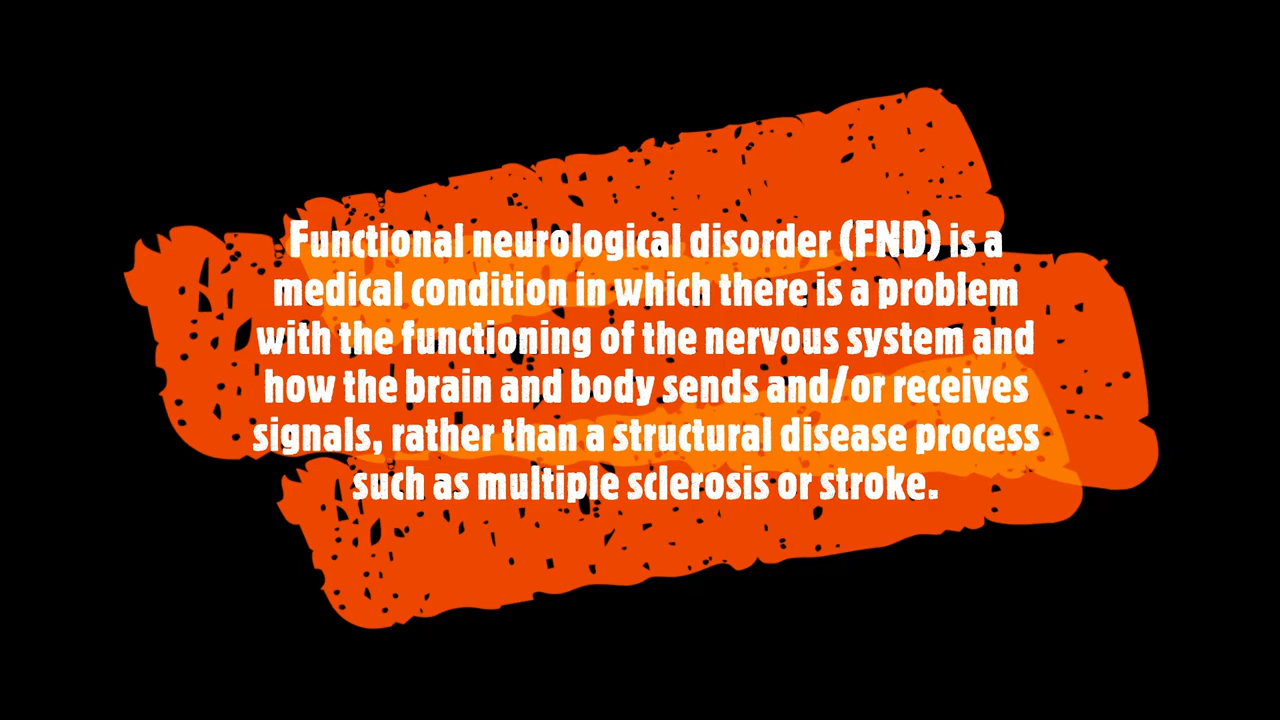 Functional neurological disorder (FND) is a
medical condition in which there is a problem
with the functioning of the nervous system and
how the brain and body sends and/or receives
signals, rather than a structural disease process
such as multiple sclerosis or stroke.